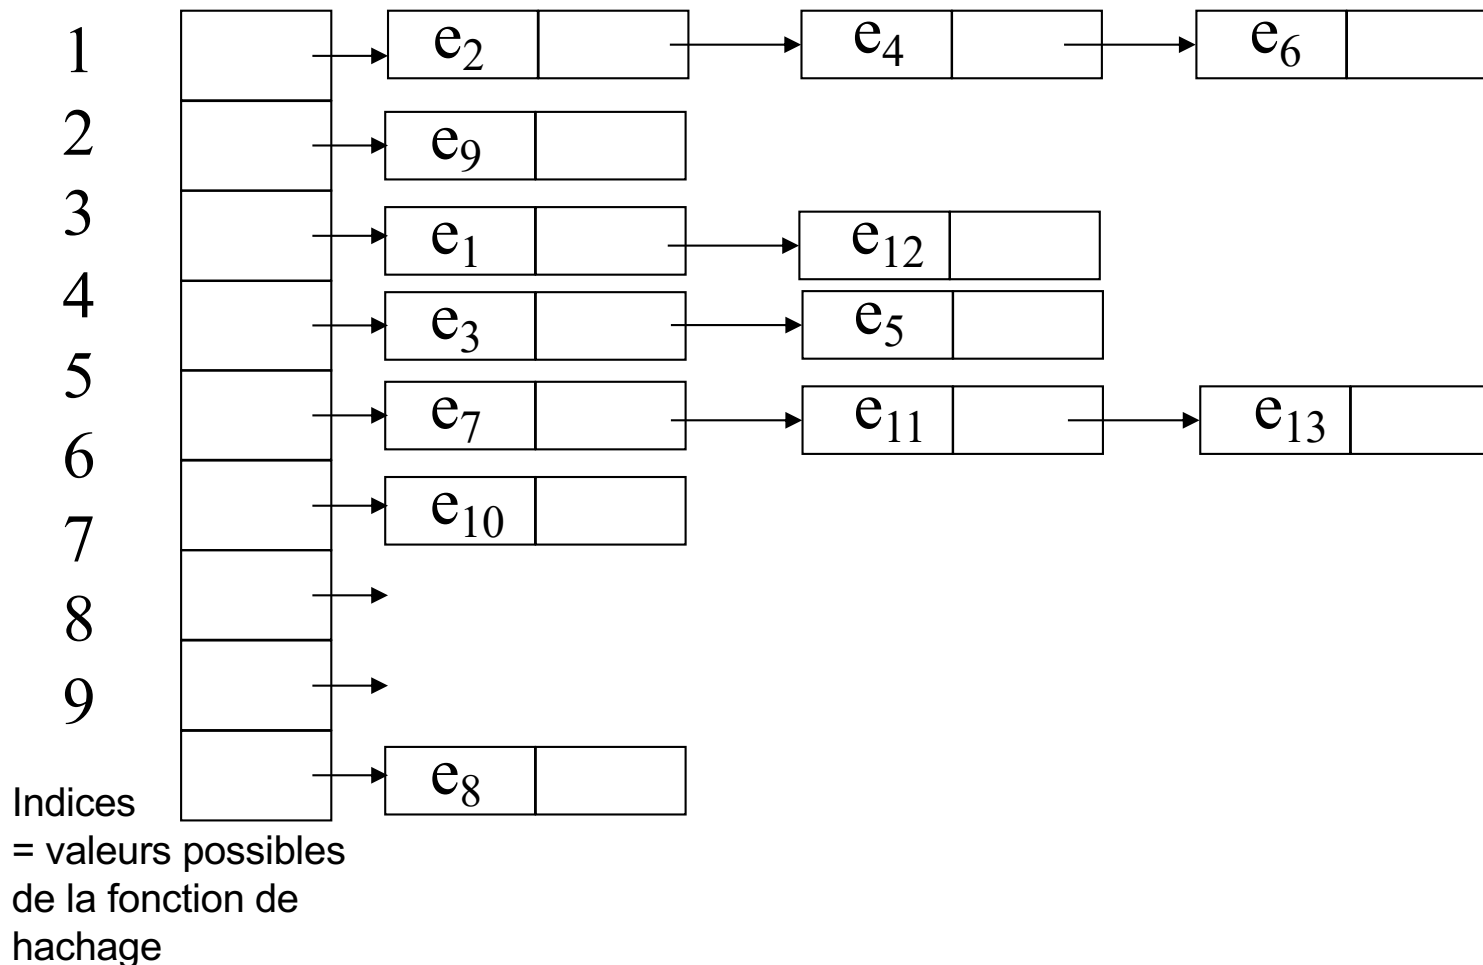 1 e2 e4 e6
2 e9
3 e1 e12
4 e3 e5
5 e7 e11 e13
6 e10
7
8
9
e8
Indices
= valeurs possibles
de la fonction de
hachage